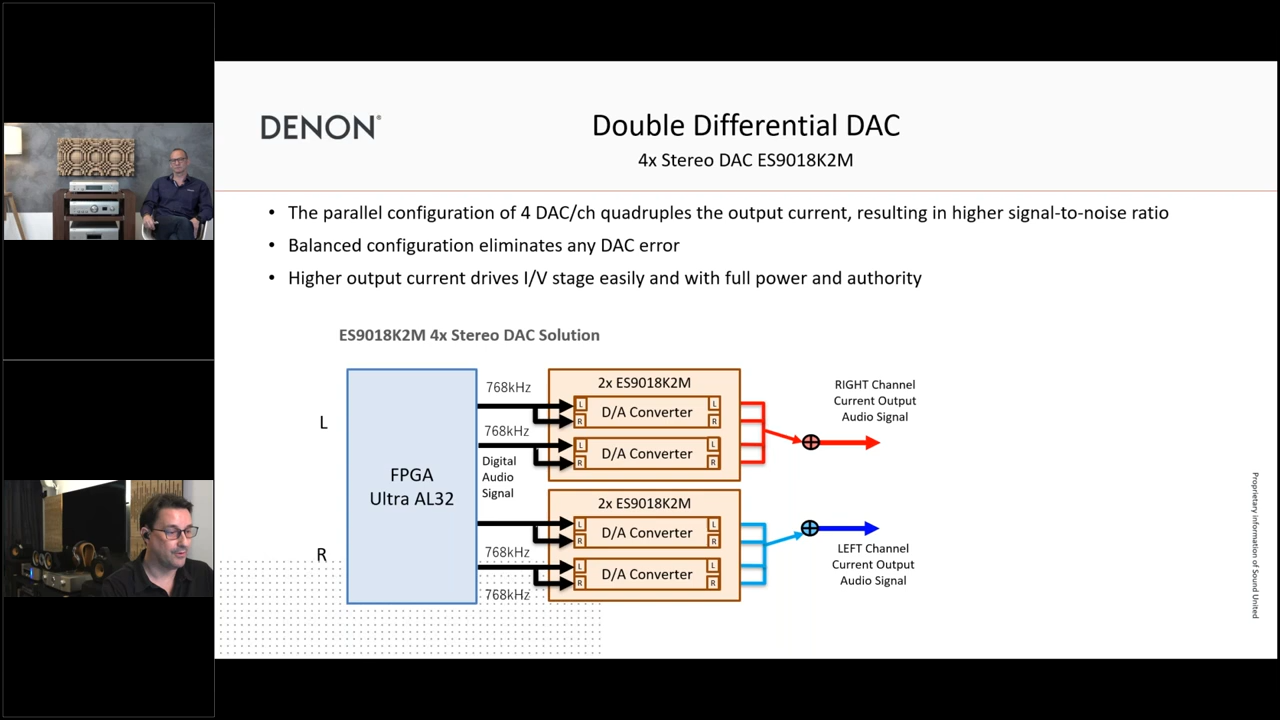 DENON®
Double Differential DAC
4x Stereo DAC ES9018K2M
• The parallel configuration of 4 DAC/ch quadruples the output current, resulting in higher signal-to-noise ratio
• Balanced configuration eliminates any DAC error
• Higher output current drives I/V stage easily and with full power and authority
ES9018K2M 4x Stereo DAC Solution
L
R
FPGA
Ultra AL32
768kHz
768kHz
Digital
Audio
Signal
768kHz
768kHz
2x ES9018K2M
L D/A Converter L
R R
L D/A Converter L
R R
2x ES9018K2M
L D/A Converter L
R R
L D/A Converter L
R R
RIGHT Channel
Current Output
Audio Signal
LEFT Channel
Current Output
Audio Signal
Proprietary information of Sound United